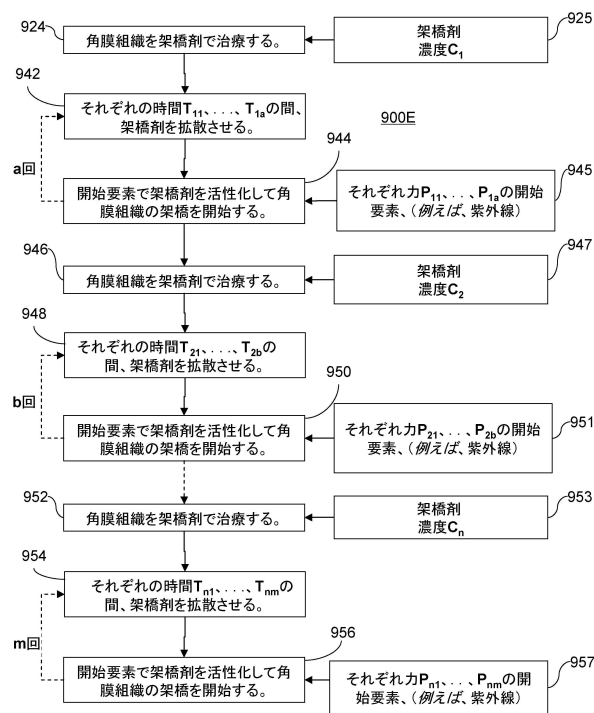 924
角膜組織を架橋剤で治療する。
架橋剤
濃度C1
925
942
それぞれの時間T11、. . . 、T1aの間、
架橋剤を拡散させる。
900E
a回
944
開始要素で架橋剤を活性化して角
膜組織の架橋を開始する。
それぞれ力P11、. . . 、P1aの開始
要素、（例えば、紫外線）
945
946
角膜組織を架橋剤で治療する。
架橋剤
濃度C2
947
948
それぞれの時間T21、. . . 、T2bの
間、架橋剤を拡散させる。
b回
950
開始要素で架橋剤を活性化して角
膜組織の架橋を開始する。
それぞれ力P21、. . . 、P2bの開始
要素、（例えば、紫外線）
951
952
角膜組織を架橋剤で治療する。
架橋剤
濃度Cn
953
954
それぞれの時間Tn1、. . . 、Tnmの
間、架橋剤を拡散させる。
m回
956
開始要素で架橋剤を活性化して角
膜組織の架橋を開始する。
それぞれ力Pn1、. . . 、Pnmの開
始要素、（例えば、紫外線）
957